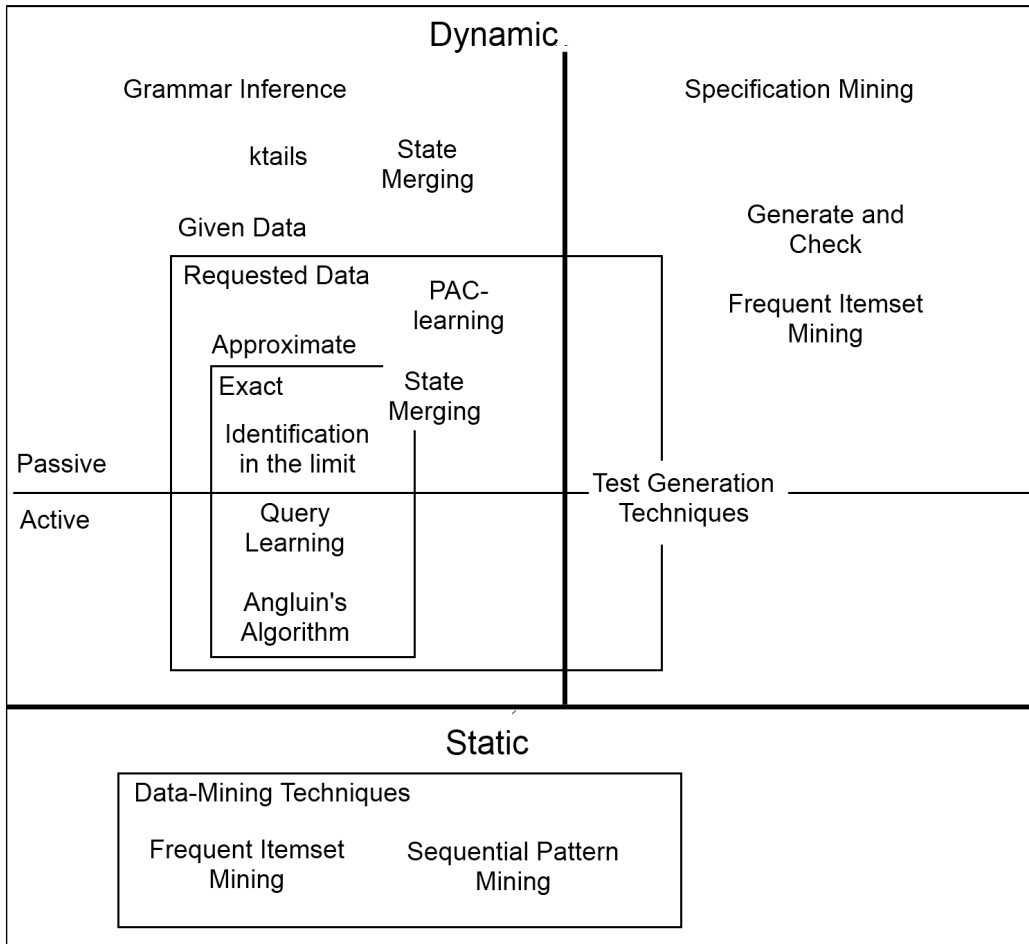 Dynamic
Grammar Inference
Specification Mining
ktails
State
Merging
Given Data
Generate and
Check
Requested Data
PAC-
learning
Frequent Itemset
Mining
Approximate
Exact
State
Merging
Identification
in the limit
Passive
Test Generation
Techniques
Active
Query
Learning
Angluin's
Algorithm
Static
Data-Mining Techniques
Frequent Itemset
Mining
Sequential Pattern
Mining